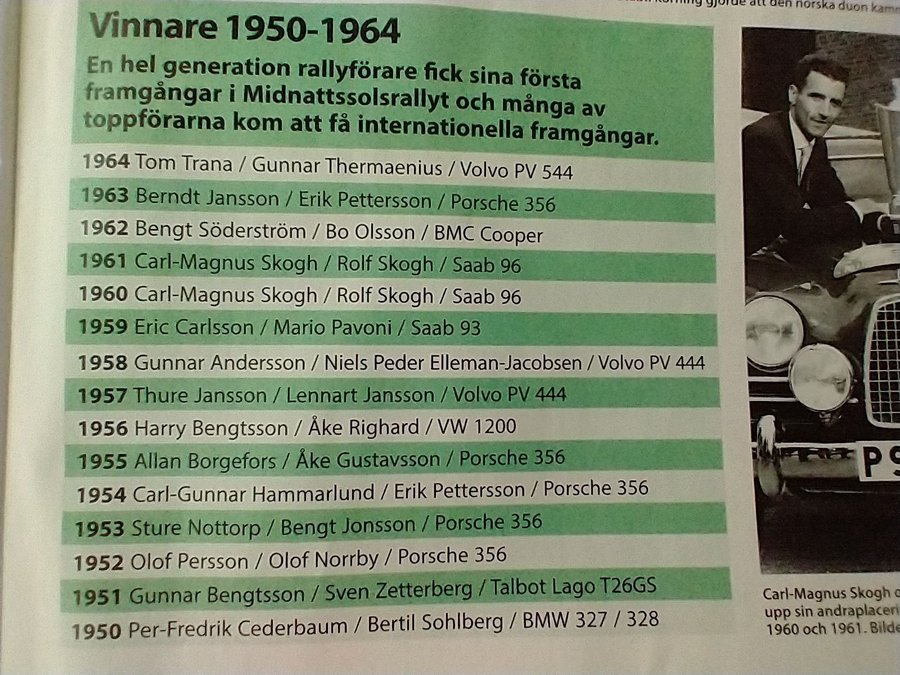 körning gjorde att den norska duon
Vinnare 1950-1964
En hel generation rallyförare fick sina första
framgångar i Midnattssolsrallyt och många av
toppförarna kom att få internationella framgångar.
1964 Tom Trana / Gunnar Thermaenius / Volvo PV 544
1963 Berndt Jansson / Erik Pettersson / Porsche 356
1962 Bengt Söderström / Bo Olsson / BMC Cooper
1961 Carl-Magnus Skogh / Rolf Skogh / Saab 96
1960 Carl-Magnus Skogh / Rolf Skogh / Saab 96
1959 Eric Carlsson / Mario Pavoni / Saab 93
1958 Gunnar Andersson / Niels Peder Elleman-Jacobsen / Volvo PV 444
1957 Thure Jansson / Lennart Jansson / Volvo PV 444
1956 Harry Bengtsson / Åke Righard / VW 1200
1955 Allan Borgefors / Åke Gustavsson / Porsche 356
1954 Carl-Gunnar Hammarlund / Erik Pettersson / Porsche 356
1953 Sture Nottorp / Bengt Jonsson / Porsche 356
1952 Olof Persson / Olof Norrby / Porsche 356
1951 Gunnar Bengtsson / Sven Zetterberg / Talbot Lago T26GS
1950 Per-Fredrik Cederbaum / Bertil Sohlberg / BMW 327 / 328
P
Carl-Magnus Skogh
upp sin andraplaceri
1960 och 1961. Bilde